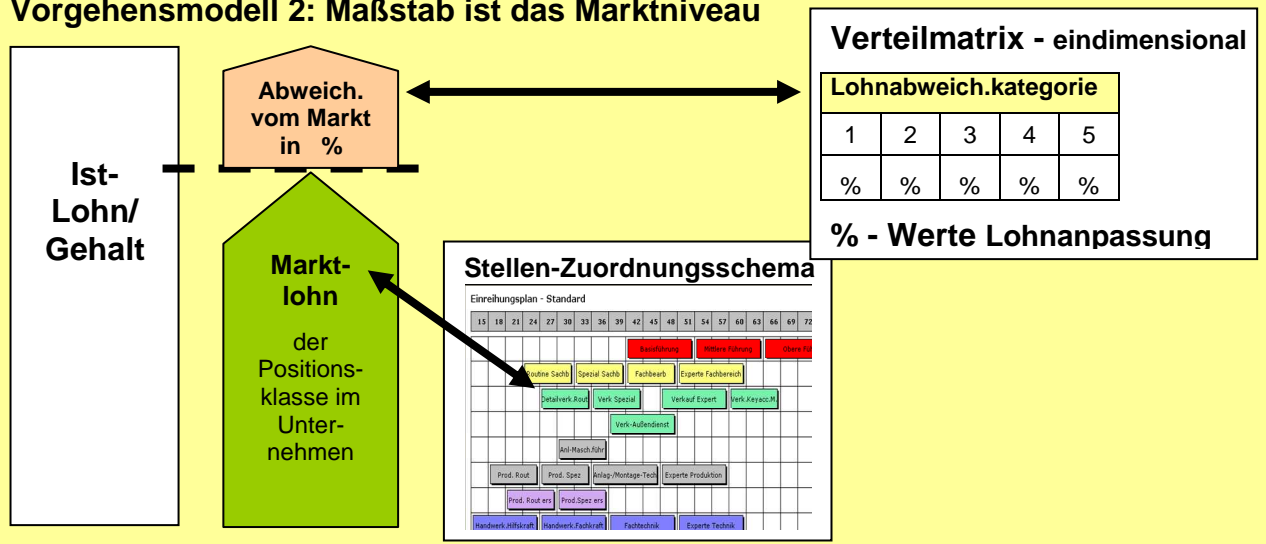 Vorgehensmodell 2: Maßstab ist das Marktniveau
Ist-
Lohn/
Gehalt
Abweich.
vom Markt
in %
Markt-
lohn
der
Positions-
klasse im
Unter-
nehmen
Verteilmatrix - eindimensional
Lohnabweich.kategorie
1 2 3 4 5
% % % % %
% - Werte Lohnanpassung
Stellen-Zuordnungsschema
Einreihungsplan - Standard
15 18 21 24 27 30 33 36 39 42 45 48 51 54 57 60 63 66 69 72
Basisführung Mittlere Führung Obere Fü
Routine Sachb Spezial Sachb Fachbearb Experte Fachbereich
Detailverk.Rout Verk Spezial Verkauf Expert Verk.Keyacc.M.
Verk-Außendienst
Anl-Masch.führ
Prod. Rout Prod. Spez Anlag-/Montage-Tech Experte Produktion
Prod. Rout ers Prod.Spez ers
Handwerk.Hilfskraft Handwerk.Fachkraft Fachtechnik Experte Technik